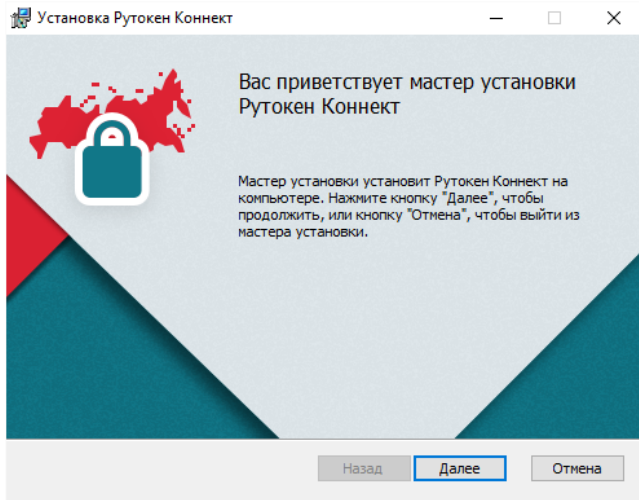 Установка Рутокен Коннект
Вас приветствует мастер установки
Рутокен Коннект
Мастер установки установит Рутокен Коннект на
компьютере. Нажмите кнопку "Далее", чтобы
продолжить, или кнопку "Отмена", чтобы выйти из
мастера установки.
Назад Далее Отмена